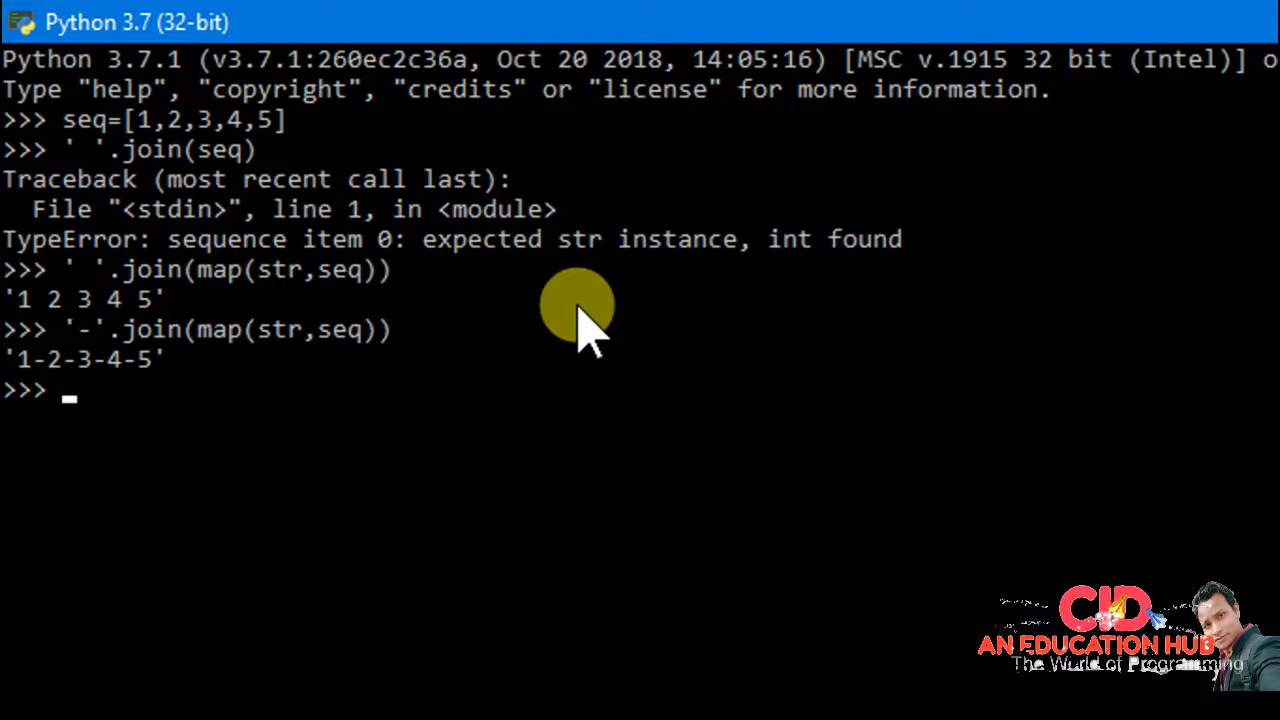 Python 3.7 (32-bit)
Python 3.7.1 (v3.7.1:260ec2c36a, Oct 20 2018, 14:05:16) [MSC v.1915 32 bit (Intel)] o
Type "help", "copyright", "credits" or "license" for more information.
>>> seq=[1,2,3,4,5]
>>> ' '.join(seq)
Traceback (most recent call last):
  File "<stdin>", line 1, in <module>
TypeError: sequence item 0: expected str instance, int found
>>> ' '.join(map(str,seq))
'1 2 3 4 5'
>>> '-'.join(map(str,seq))
'1-2-3-4-5'
>>>
CID
AN EDUCATION HUB
The World of Programming